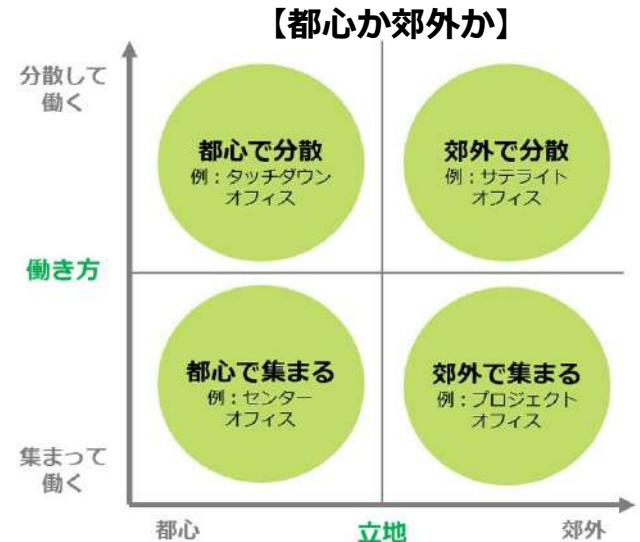 【都心か郊外か】
分散して
働く
都心で分散
例：タッチダウン
オフィス
郊外で分散
例：サテライト
オフィス
働き方
都心で集まる
例：センター
オフィス
郊外で集まる
例：プロジェクト
オフィス
集まって
働く
都心
立地
郊外